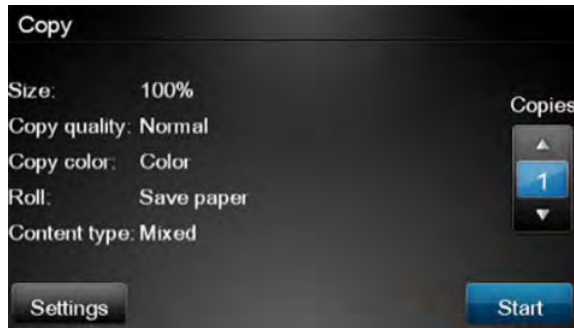 Copy
Size: 100%
Copy quality: Normal
Copy color: Color
Roll: Save paper
Content type: Mixed
Copies
1
Settings
Start